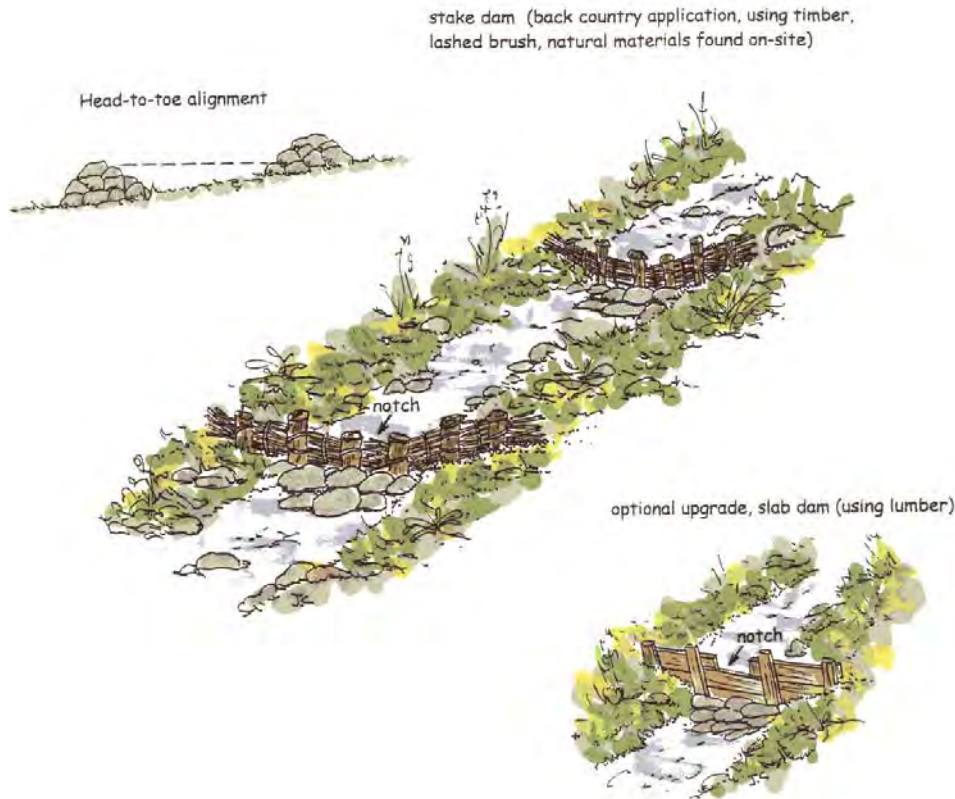 stake dam (back country application, using timber,
lashed brush, natural materials found on-site)
Head-to-toe alignment
notch
optional upgrade, slab dam (using lumber)
notch